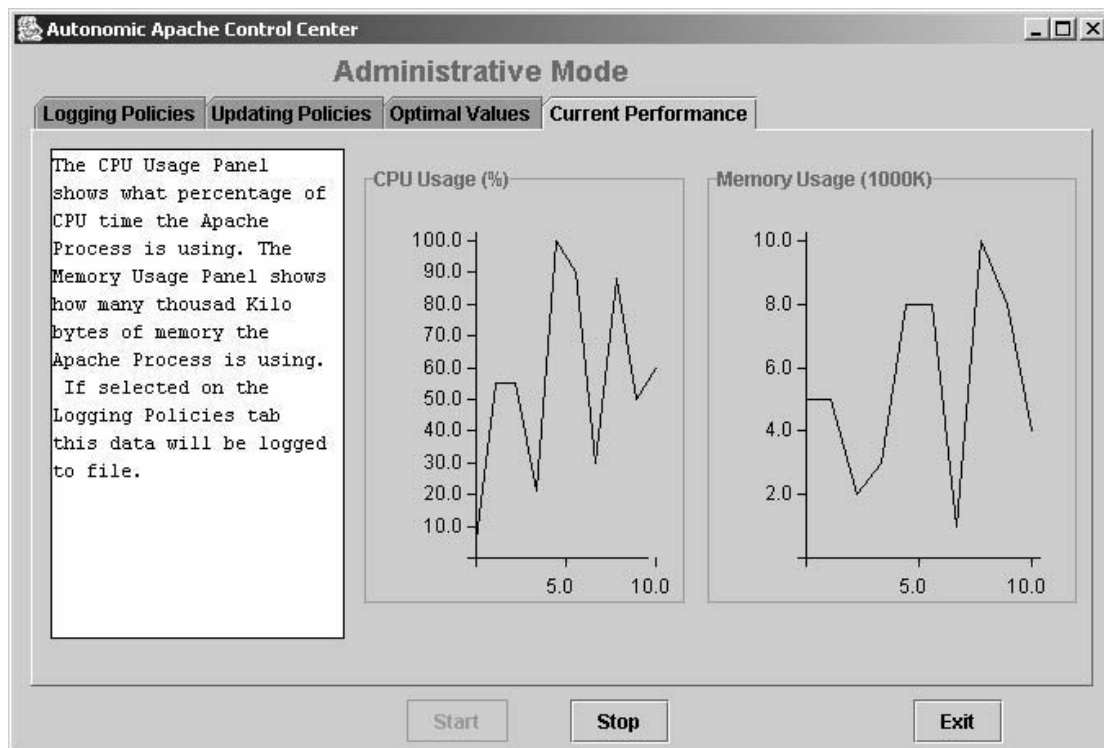 Autonomic Apache Control Center
Administrative Mode
Logging Policies
Updating Policies
Optimal Values
Current Performance
The CPU Usage Panel
shows what percentage of
CPU time the Apache
Process is using. The
Memory Usage Panel shows
how many thousad Kilo
bytes of memory the
Apache Process is using.
If selected on the
Logging Policies tab
this data will be logged
to file.
CPU Usage (%)
100.0
90.0
80.0
70.0
60.0
50.0
40.0
30.0
20.0
10.0
5.0
10.0
Memory Usage (1000K)
10.0
8.0
6.0
4.0
2.0
5.0
10.0
Start
Stop
Exit